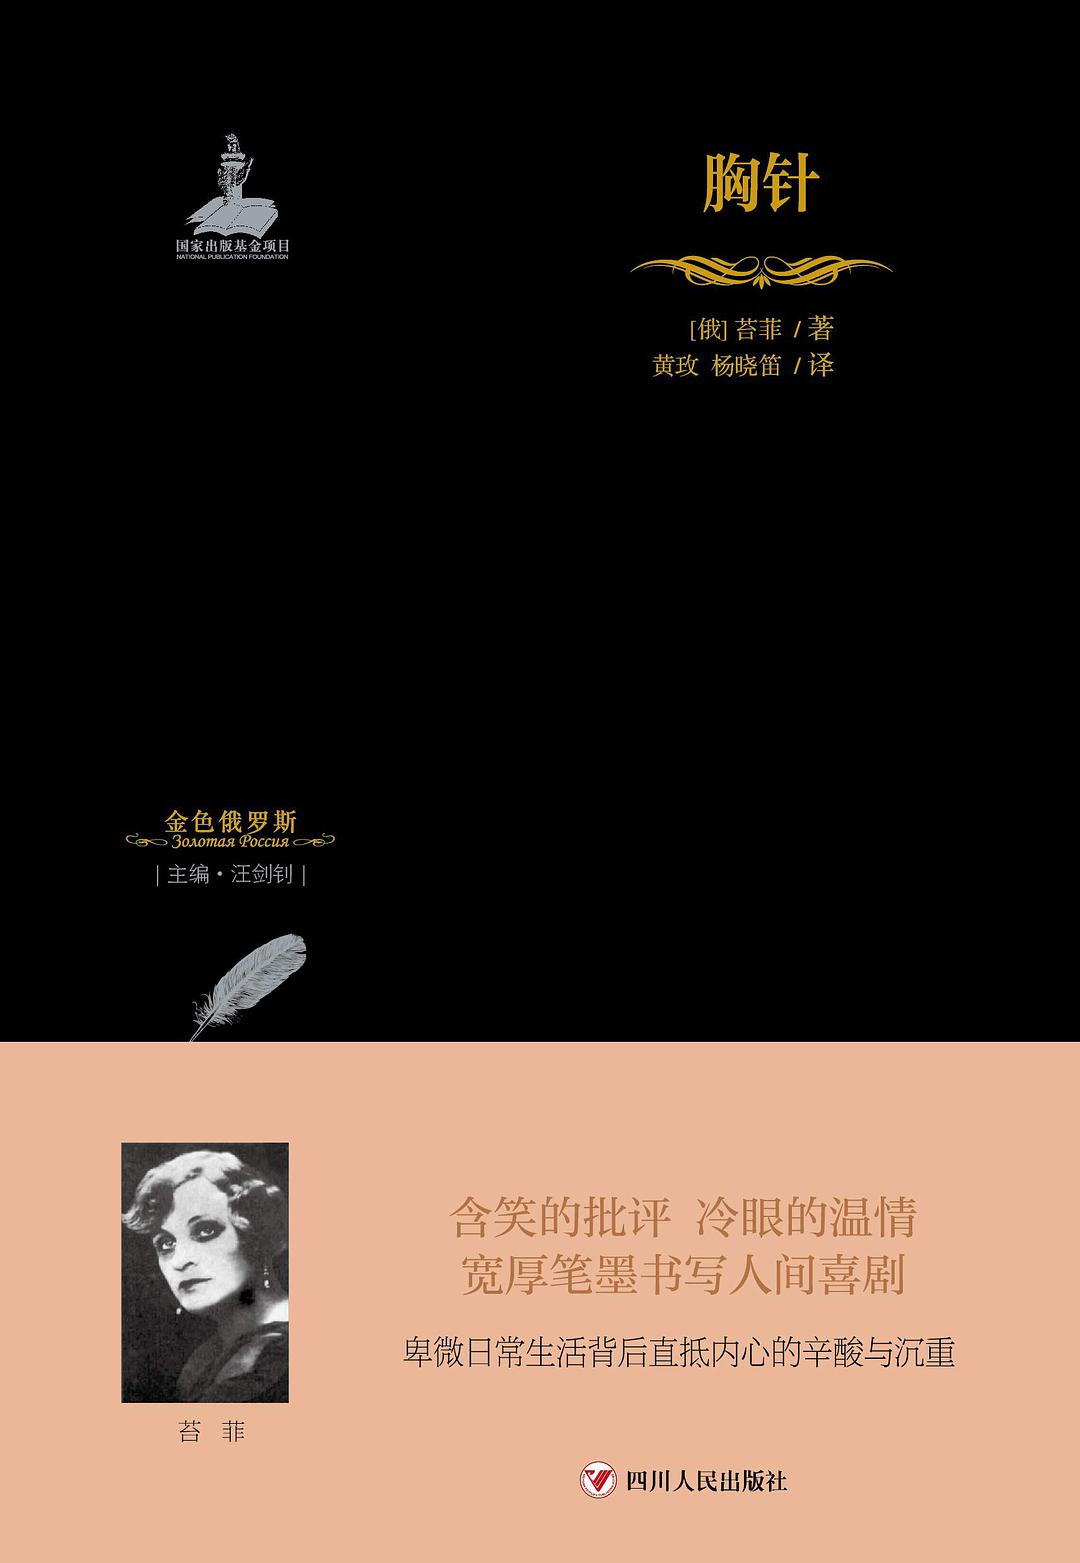 胸针
[俄] 苔菲 / 著
黄玫 杨晓笛 / 译
国家出版基金项目
NATIONAL PUBLICATION FOUNDATION
金色俄罗斯
Золотая Россия
| 主编·汪剑钊 |
含笑的批评 冷眼的温情
宽厚笔墨书写人间喜剧
卑微日常生活背后直抵内心的辛酸与沉重
苔 菲
四川人民出版社